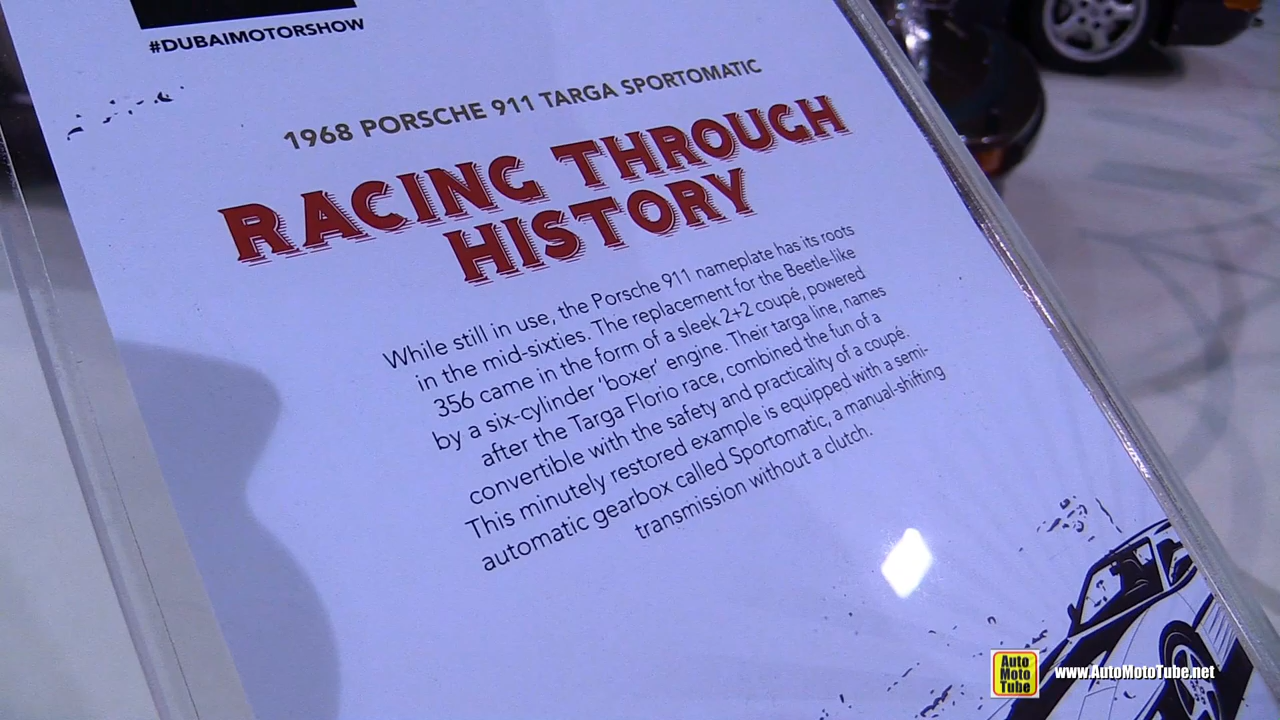 #DUBAIMOTORSHOW
1968 PORSCHE 911 TARGA SPORTOMATIC
RACING THROUGH
HISTORY
While still in use, the Porsche 911 nameplate has its roots
in the mid-sixties. The replacement for the Beetle-like
356 came in the form of a sleek 2+2 coupé, powered
by a six-cylinder 'boxer' engine. Their targa line, names
after the Targa Florio race, combined the fun of a
convertible with the safety and practicality of a coupé.
This minutely restored example is equipped with a semi-
automatic gearbox called Sportomatic, a manual-shifting
transmission without a clutch.
Auto
Moto
Tube
www.AutoMotoTube.net